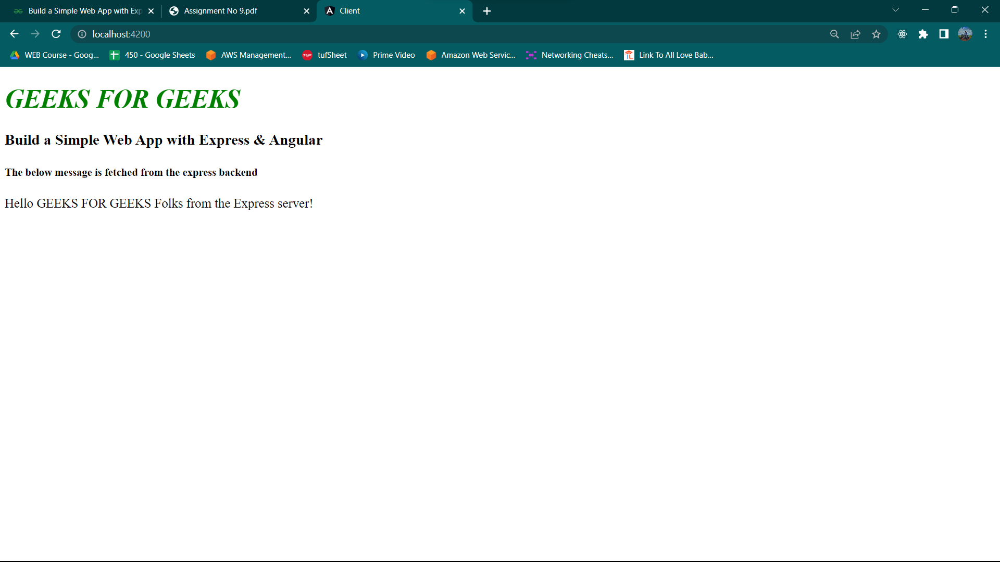 Build a Simple Web App with Exp
Assignment No 9.pdf
Client
localhost:4200
WEB Course - Goog...
450 - Google Sheets
AWS Management...
TUF
tufSheet
Prime Video
Amazon Web Servic...
Networking Cheats...
Link To All Love Bab...
GEEKS FOR GEEKS
Build a Simple Web App with Express & Angular
The below message is fetched from the express backend
Hello GEEKS FOR GEEKS Folks from the Express server!